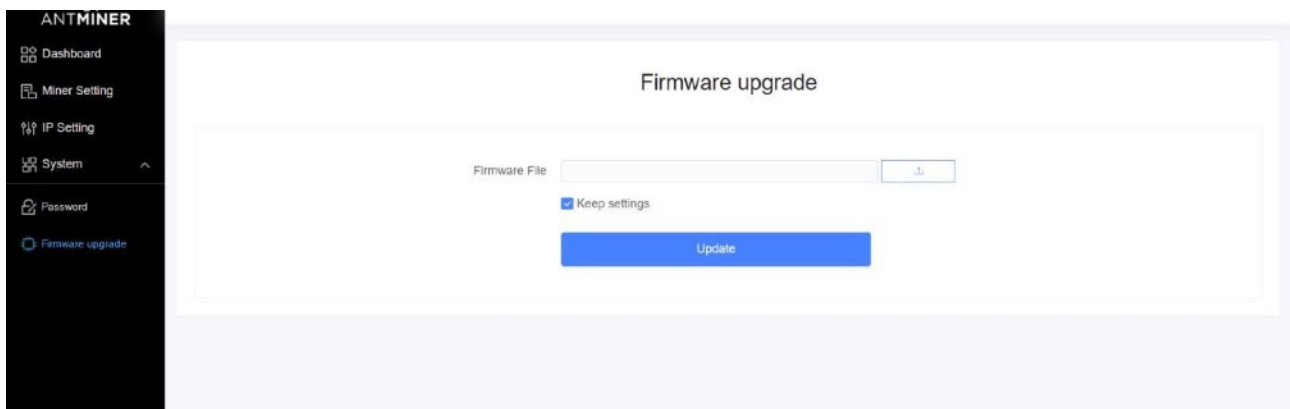 ANTMINER
Dashboard
Miner Setting
IP Setting
System
Password
Firmware upgrade
Firmware upgrade
Firmware File
Keep settings
Update